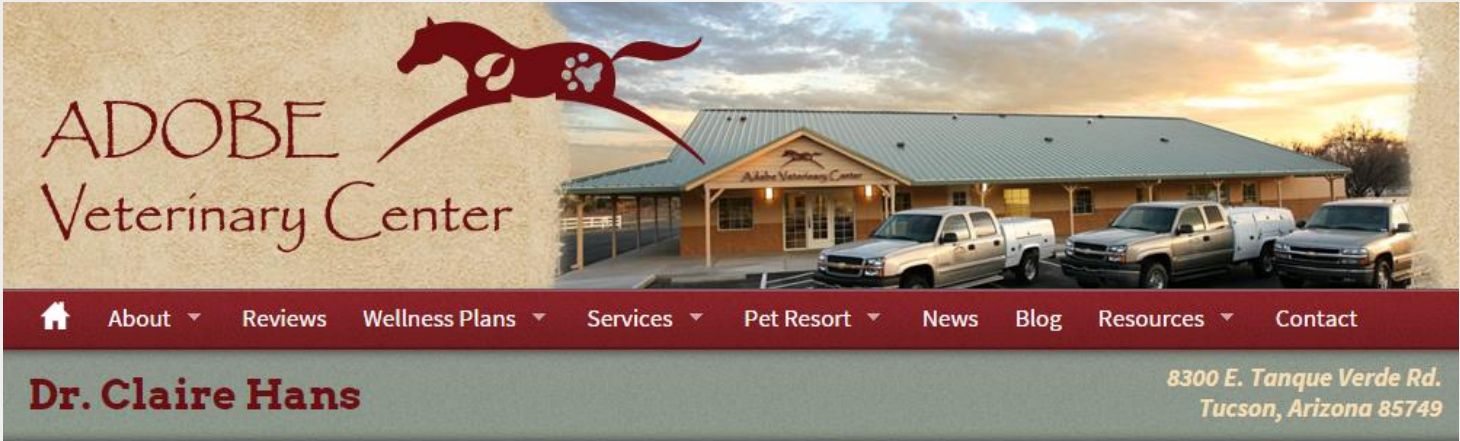 ADOBE
Veterinary Center
Adobe Veterinary Center
About
Reviews
Wellness Plans
Services
Pet Resort
News
Blog
Resources
Contact
Dr. Claire Hans
8300 E. Tanque Verde Rd.
Tucson, Arizona 85749